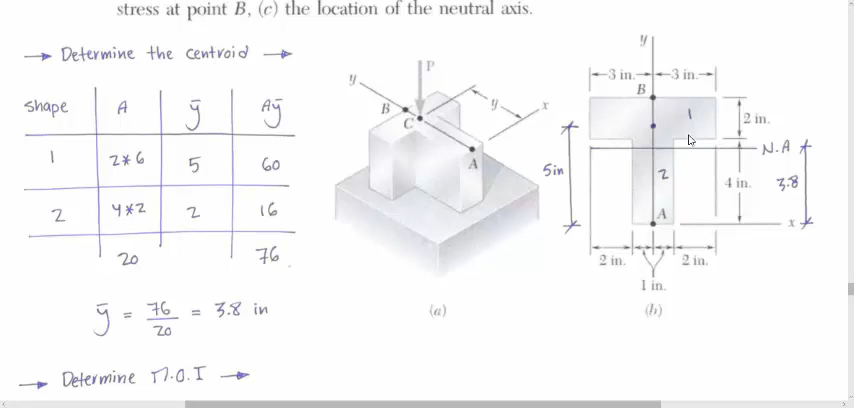 stress at point B, (c) the location of the neutral axis.
→ Determine the centroid →
shape A ȳ Aȳ
1 2*6 5 60
2 4*2 2 16
20 76
ȳ = 76/20 = 3.8 in
→ Determine M.O.I →
y
P
B
C
y
x
A
(a)
y
3 in. 3 in.
B
1
2 in.
N.A
5in
2
4 in.
3.8
A
x
2 in. 2 in.
1 in.
(b)